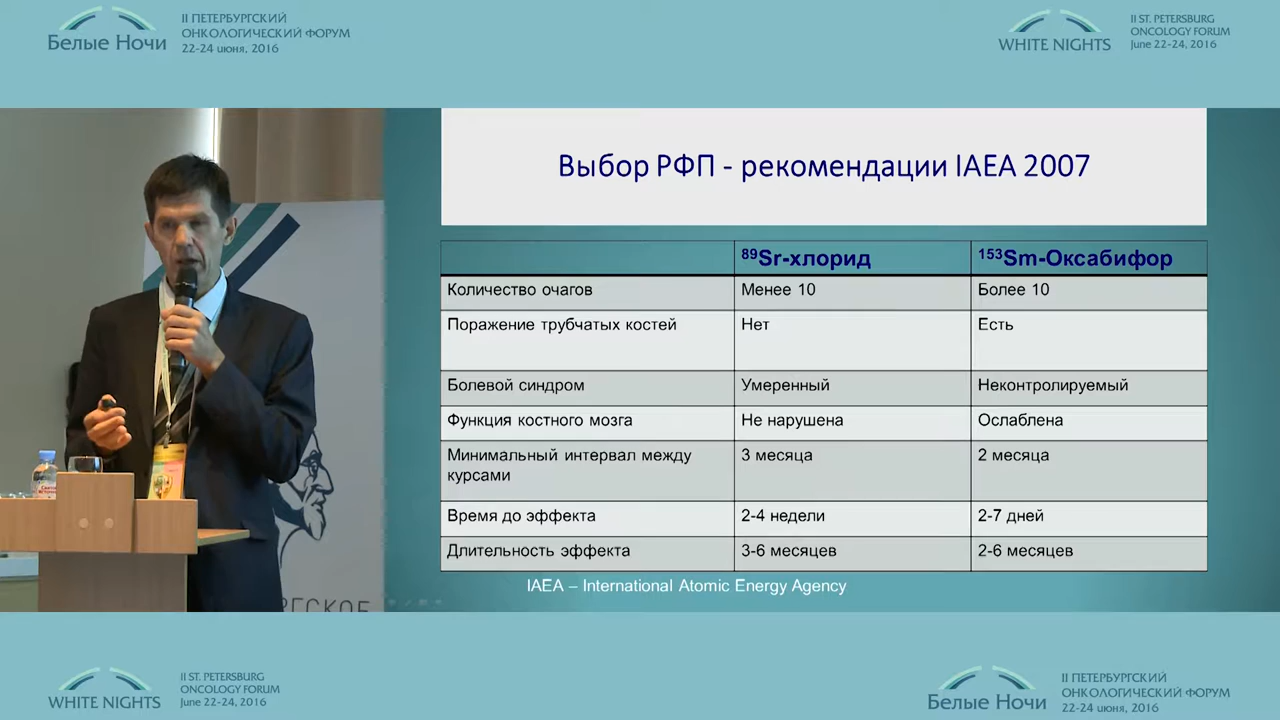 Белые Ночи
II ПЕТЕРБУРГСКИЙ
ОНКОЛОГИЧЕСКИЙ ФОРУМ
22-24 июня, 2016
WHITE NIGHTS
II ST. PETERSBURG
ONCOLOGY FORUM
June 22-24, 2016
Выбор РФП - рекомендации IAEA 2007
⁸⁹Sr-хлорид ¹⁵³Sm-Оксабифор
Количество очагов Менее 10 Более 10
Поражение трубчатых костей Нет Есть
Болевой синдром Умеренный Неконтролируемый
Функция костного мозга Не нарушена Ослаблена
Минимальный интервал между 3 месяца 2 месяца
курсами
Время до эффекта 2-4 недели 2-7 дней
Длительность эффекта 3-6 месяцев 2-6 месяцев
IAEA – International Atomic Energy Agency
WHITE NIGHTS
II ST. PETERSBURG
ONCOLOGY FORUM
June 22-24, 2016
Белые Ночи
II ПЕТЕРБУРГСКИЙ
ОНКОЛОГИЧЕСКИЙ ФОРУМ
22-24 июня, 2016